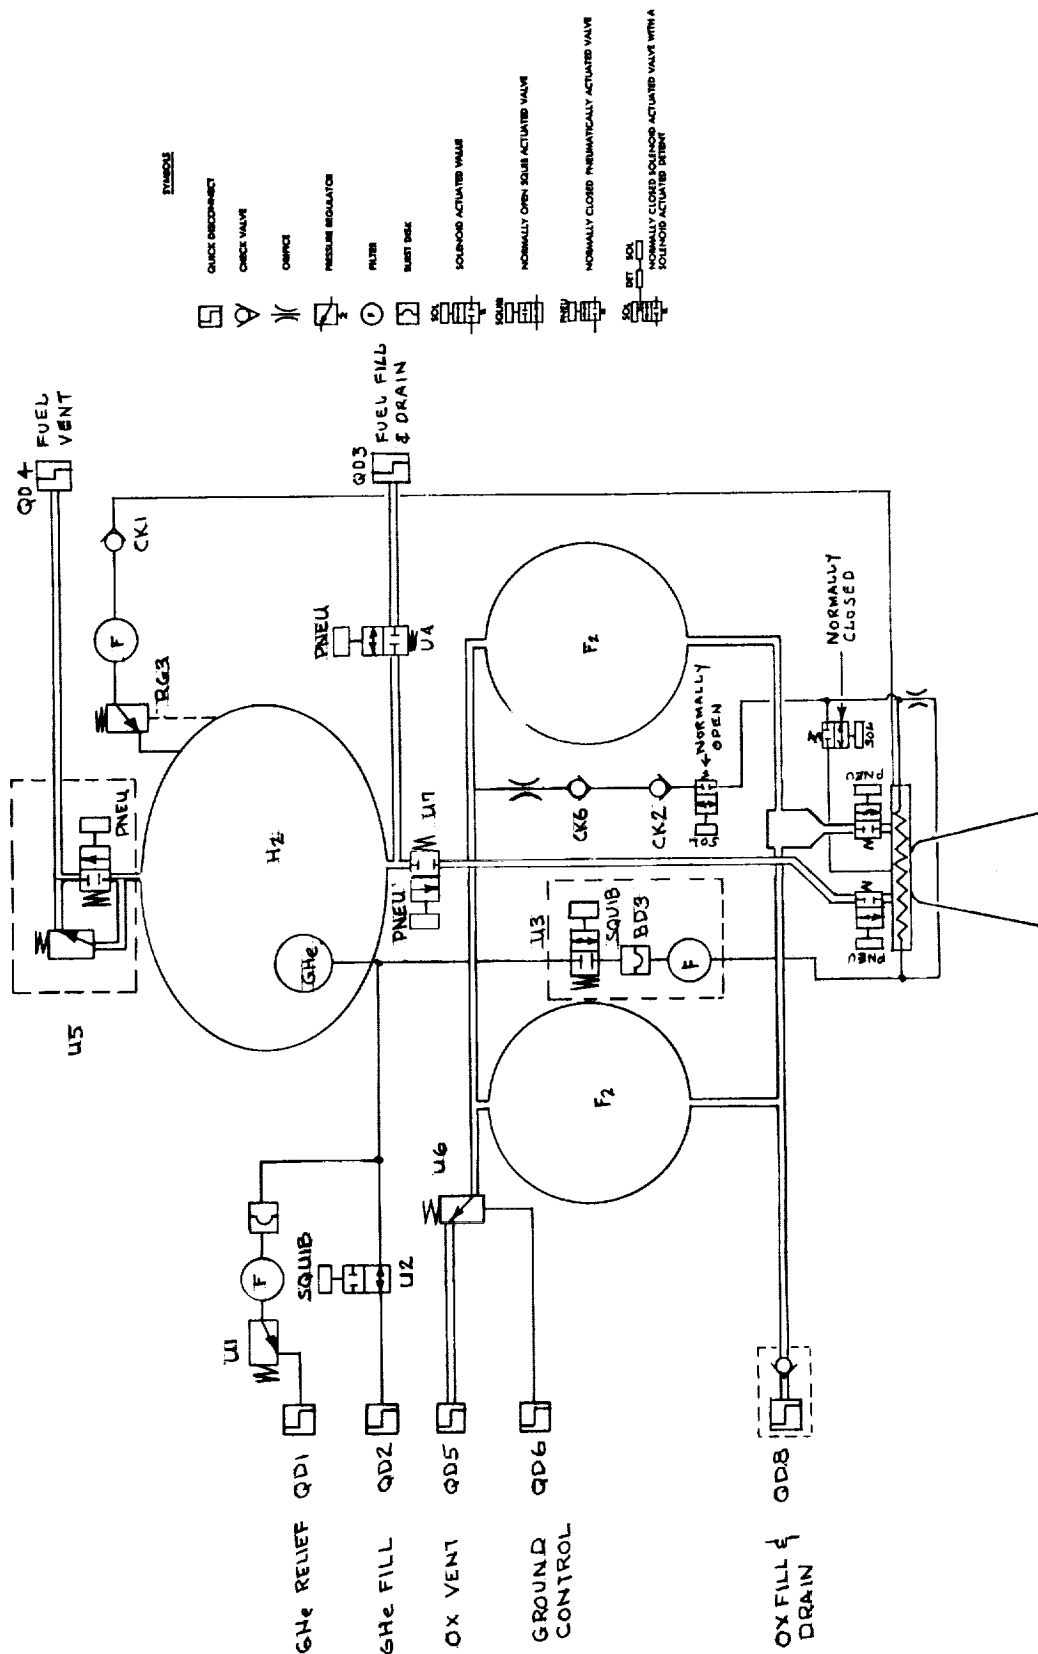 SYMBOLS
QUICK DISCONNECT
CHECK VALVE
ORIFICE
PRESSURE REGULATOR
F
FILTER
BURST DISK
SOL
SOLENOID ACTUATED VALVE
SQUIB
NORMALLY OPEN SQUIB ACTUATED VALVE
PNEU
NORMALLY CLOSED PNEUMATICALLY ACTUATED VALVE
SOL DET SOL
NORMALLY CLOSED SOLENOID ACTUATED VALVE WITH A
SOLENOID ACTUATED DETENT
QD4
FUEL
VENT
CK1
F
RG3
PNEU
U5
QD3
FUEL FILL
& DRAIN
PNEU
U4
H2
GHe
U7
PNEU
F2
NORMALLY
CLOSED
SOL
NORMALLY
OPEN
SOL
CK6
CK2
PNEU
PNEU
U3
SQUIB
BD3
F
F2
U6
SQUIB
U2
F
U1
GHe RELIEF QD1
GHe FILL QD2
OX VENT QD5
GROUND
CONTROL
QD6
OX FILL &
DRAIN
QD8